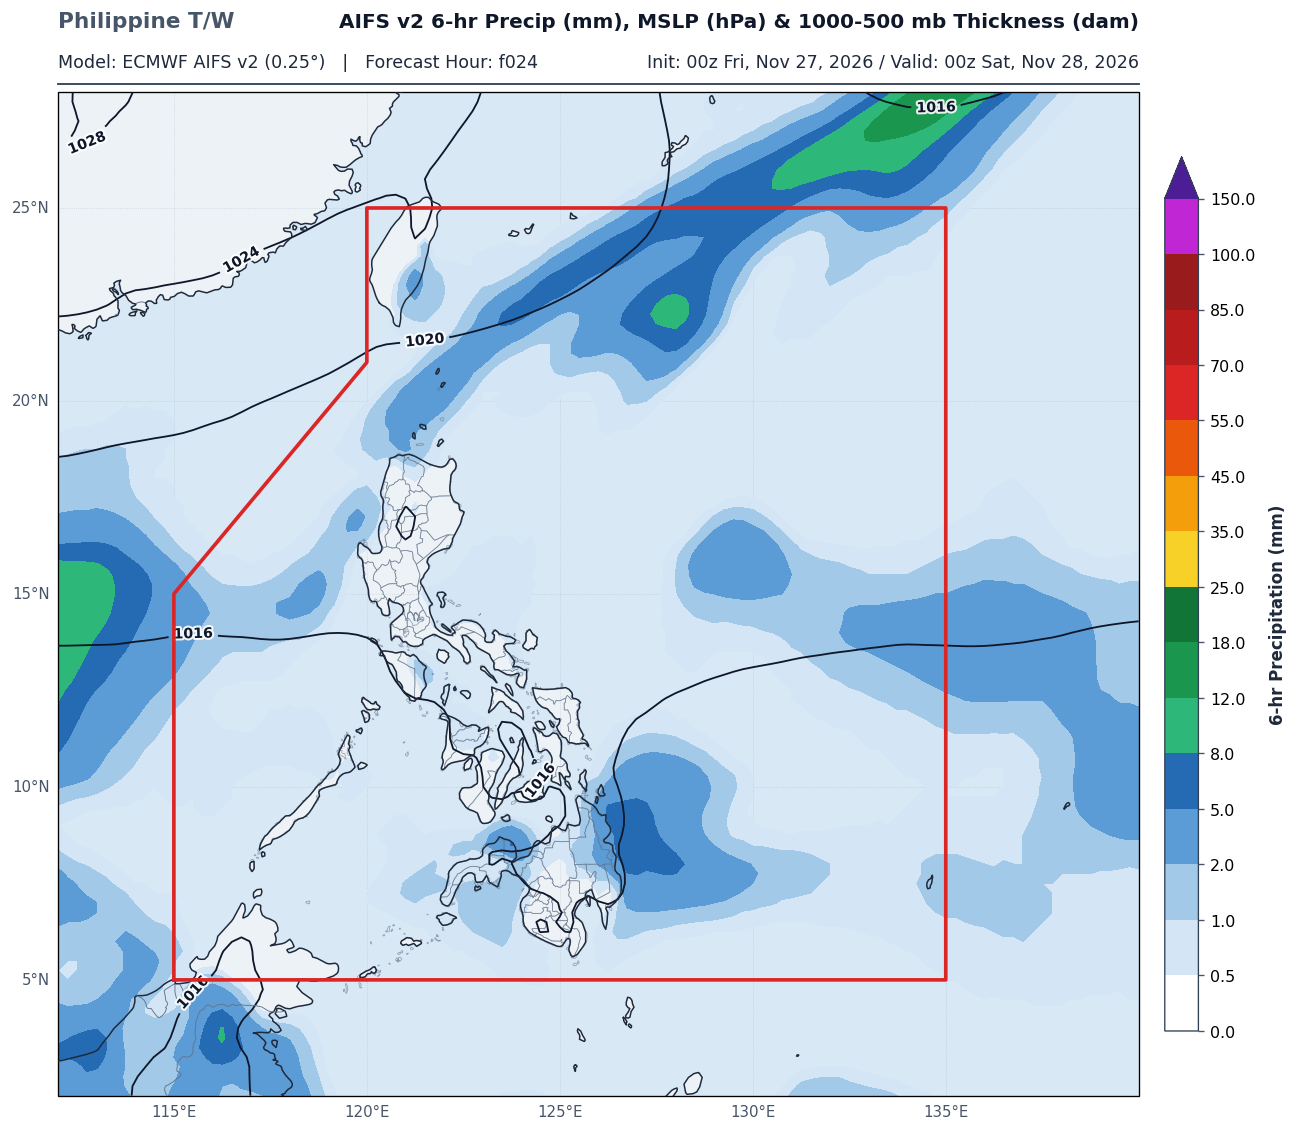 Philippine T/W
AIFS v2 6-hr Precip (mm), MSLP (hPa) & 1000-500 mb Thickness (dam)
Model: ECMWF AIFS v2 (0.25°) | Forecast Hour: f024
Init: 00z Fri, Nov 27, 2026 / Valid: 00z Sat, Nov 28, 2026
1028
1016
1024
1020
1016
1016
1016
25°N
20°N
15°N
10°N
5°N
115°E
120°E
125°E
130°E
135°E
150.0
100.0
85.0
70.0
55.0
45.0
35.0
25.0
18.0
12.0
8.0
5.0
2.0
1.0
0.5
0.0
6-hr Precipitation (mm)